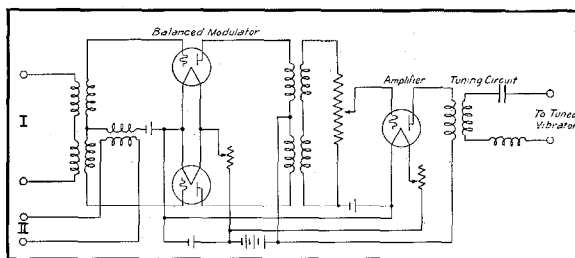 Balanced Modulator
Amplifier
Tuning Circuit
I
To Tuned
Vibrator
II